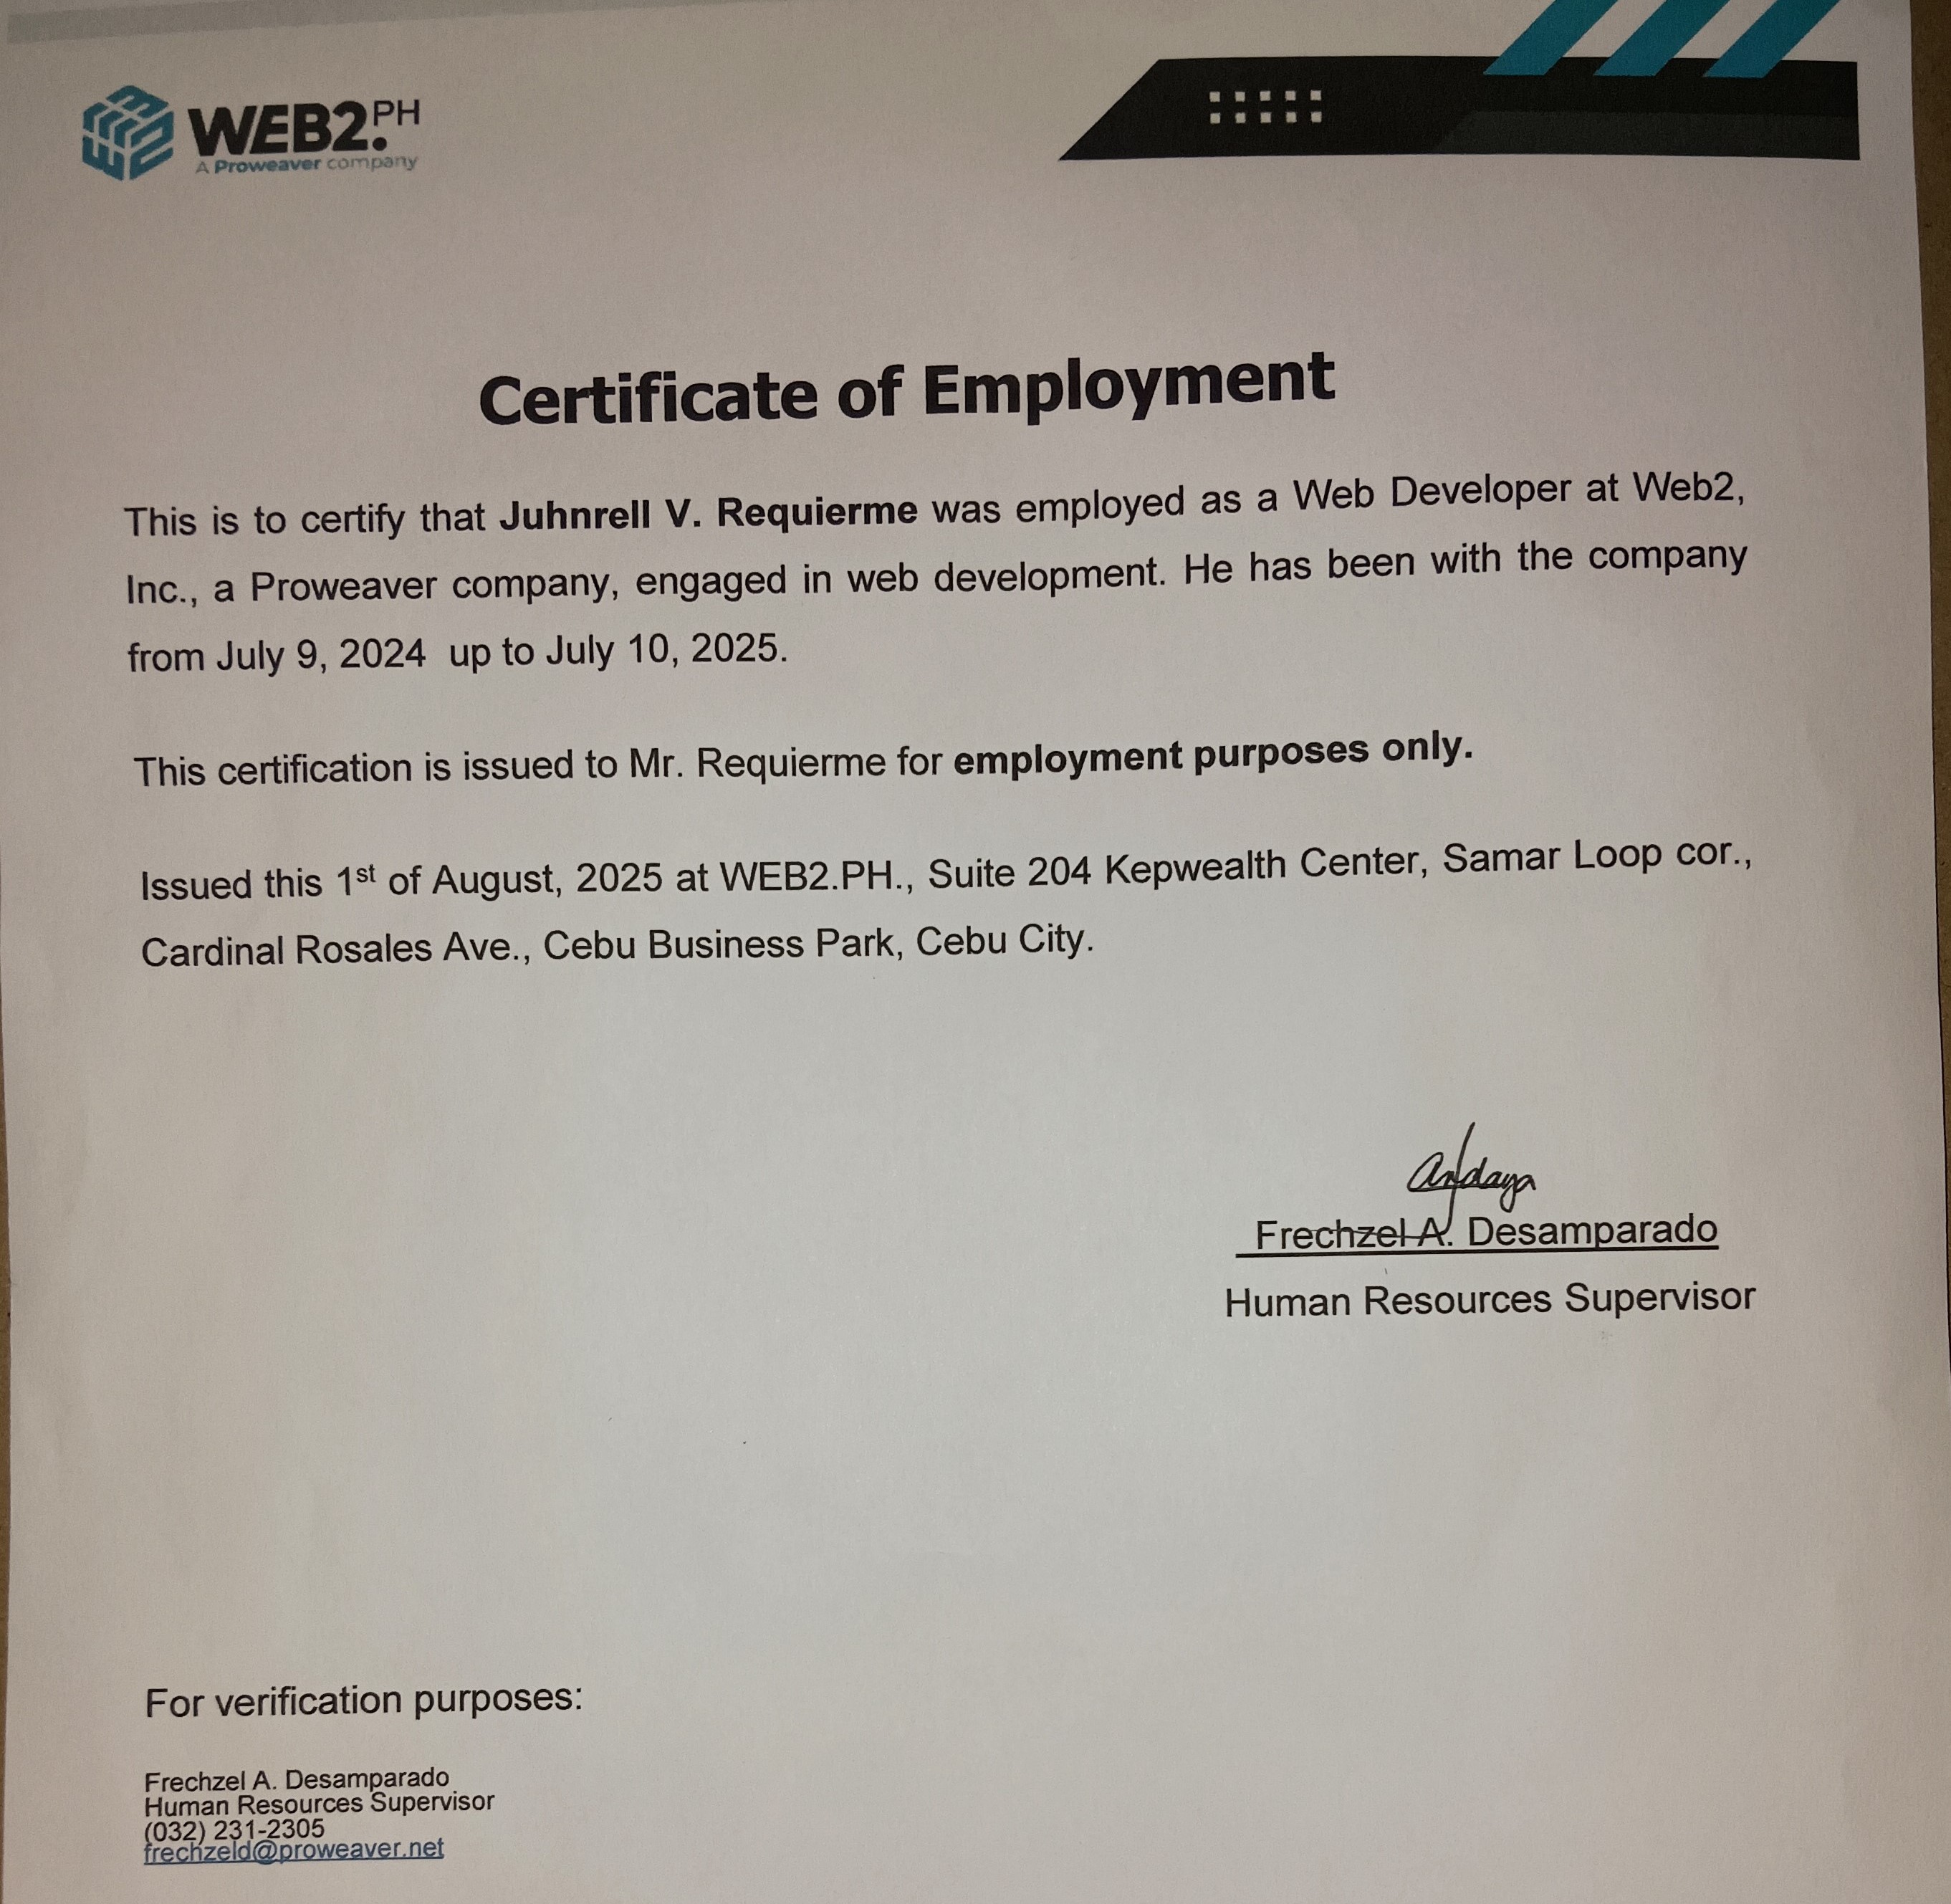 WEB2.PH
A Proweaver company
Certificate of Employment
This is to certify that Juhnrell V. Requierme was employed as a Web Developer at Web2,
Inc., a Proweaver company, engaged in web development. He has been with the company
from July 9, 2024 up to July 10, 2025.
This certification is issued to Mr. Requierme for employment purposes only.
Issued this 1st of August, 2025 at WEB2.PH., Suite 204 Kepwealth Center, Samar Loop cor.,
Cardinal Rosales Ave., Cebu Business Park, Cebu City.
Frechzel A. Desamparado
Human Resources Supervisor
For verification purposes:
Frechzel A. Desamparado
Human Resources Supervisor
(032) 231-2305
frechzeld@proweaver.net